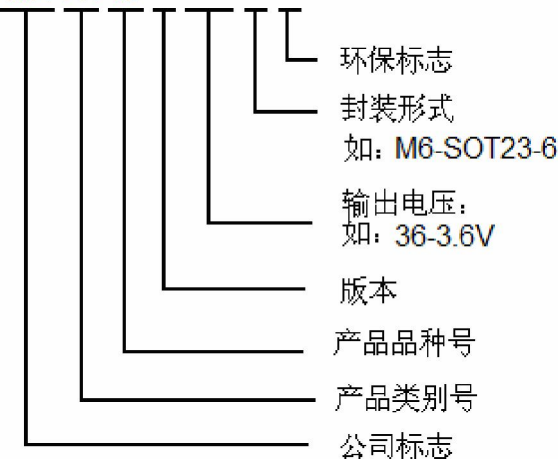 环保标志
封装形式
如：M6-SOT23-6
输出电压：
如：36-3.6V
版本
产品品种号
产品类别号
公司标志